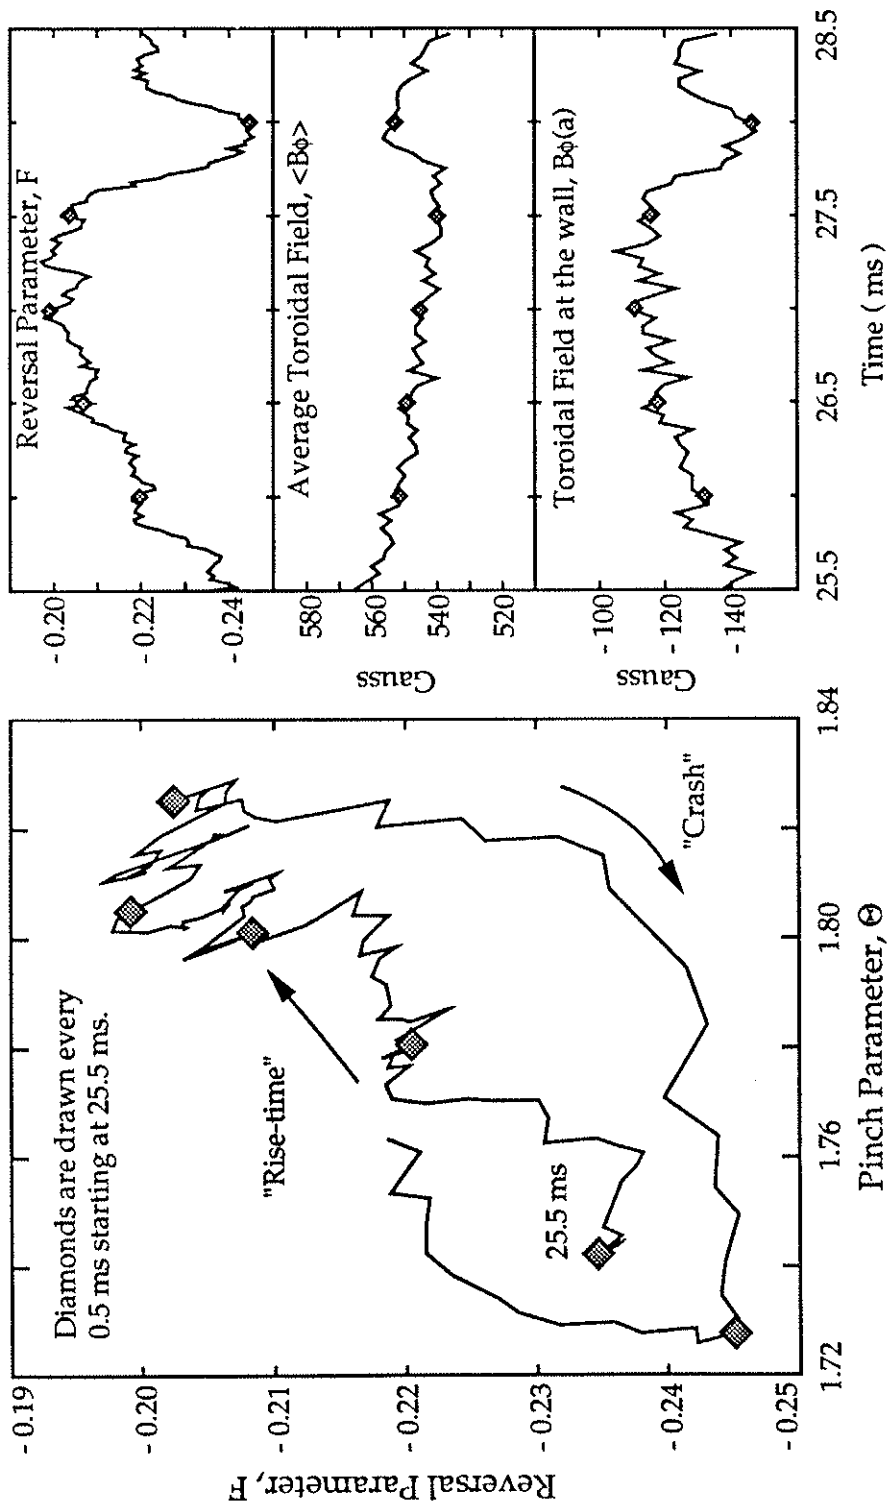 Reversal Parameter, F
- 0.19
- 0.20
- 0.21
- 0.22
- 0.23
- 0.24
- 0.25
Diamonds are drawn every
0.5 ms starting at 25.5 ms.
"Rise-time"
25.5 ms
"Crash"
1.72
1.76
1.80
1.84
Pinch Parameter, Θ
Reversal Parameter, F
- 0.20
- 0.22
- 0.24
Average Toroidal Field, <Bϕ>
580
560
540
520
Gauss
Toroidal Field at the wall, Bϕ(a)
- 100
- 120
- 140
Gauss
25.5
26.5
27.5
28.5
Time ( ms )